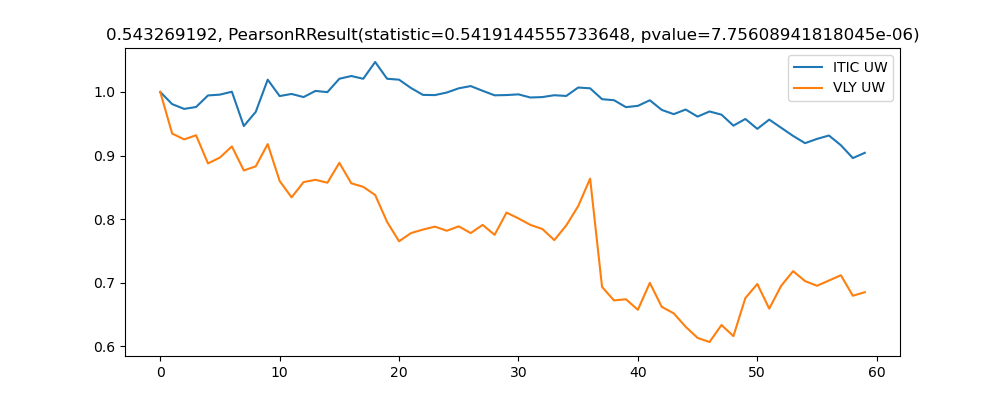 0.543269192, PearsonRResult(statistic=0.5419144555733648, pvalue=7.75608941818045e-06)
ITIC UW
VLY UW
1.0
0.9
0.8
0.7
0.6
0 10 20 30 40 50 60